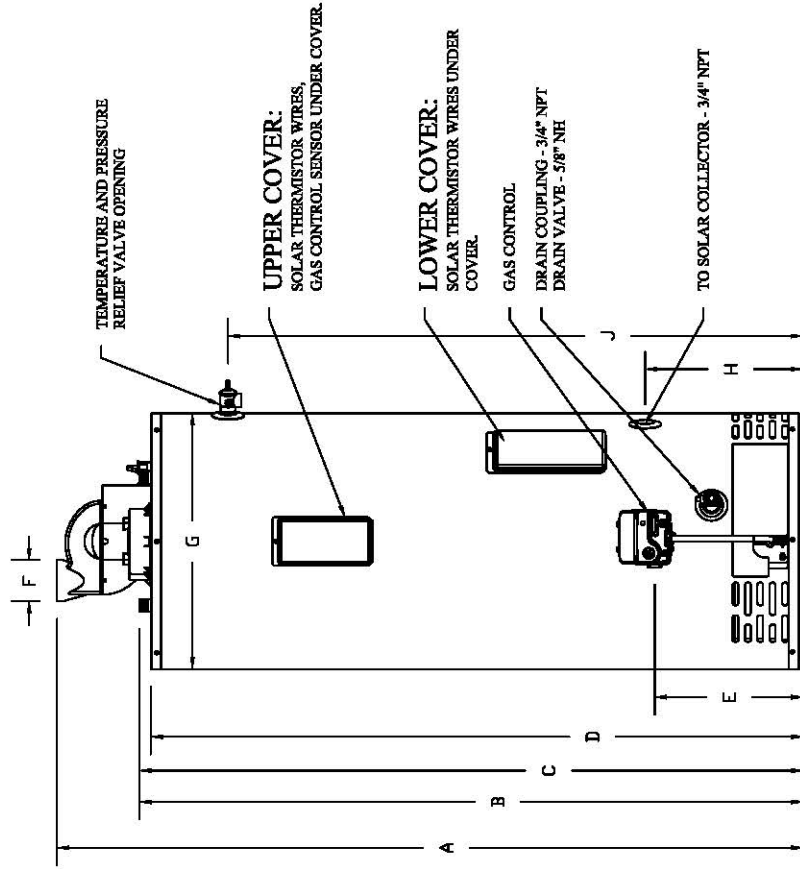 TEMPERATURE AND PRESSURE
RELIEF VALVE OPENING
UPPER COVER:
SOLAR THERMISTOR WIRES,
GAS CONTROL SENSOR UNDER COVER.
LOWER COVER:
SOLAR THERMISTOR WIRES UNDER
COVER.
GAS CONTROL
DRAIN COUPLING - 3/4" NPT
DRAIN VALVE - 5/8" NH
TO SOLAR COLLECTOR - 3/4" NPT
F
G
J
H
E
D
C
B
A